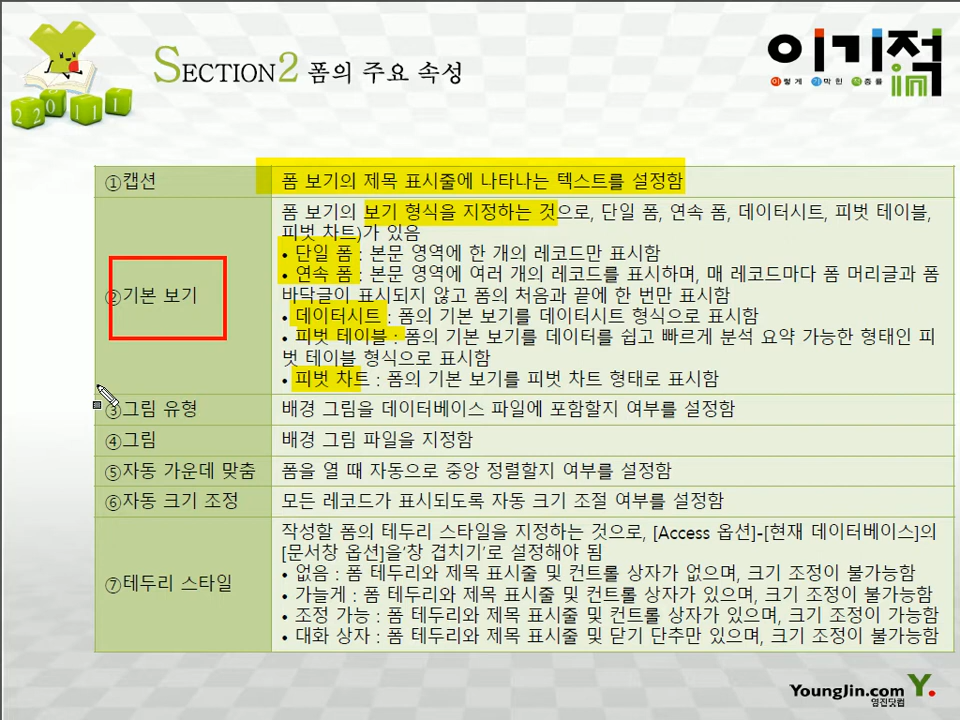 SECTION2 폼의 주요 속성
이기적in
이렇게 기막힌 적중률
2011
①캡션
폼 보기의 제목 표시줄에 나타나는 텍스트를 설정함
②기본 보기
폼 보기의 보기 형식을 지정하는 것으로, 단일 폼, 연속 폼, 데이터시트, 피벗 테이블,
피벗 차트)가 있음
• 단일 폼 : 본문 영역에 한 개의 레코드만 표시함
• 연속 폼 : 본문 영역에 여러 개의 레코드를 표시하며, 매 레코드마다 폼 머리글과 폼
바닥글이 표시되지 않고 폼의 처음과 끝에 한 번만 표시함
• 데이터시트 : 폼의 기본 보기를 데이터시트 형식으로 표시함
• 피벗 테이블 : 폼의 기본 보기를 데이터를 쉽고 빠르게 분석 요약 가능한 형태인 피
벗 테이블 형식으로 표시함
• 피벗 차트 : 폼의 기본 보기를 피벗 차트 형태로 표시함
③그림 유형
배경 그림을 데이터베이스 파일에 포함할지 여부를 설정함
④그림
배경 그림 파일을 지정함
⑤자동 가운데 맞춤
폼을 열 때 자동으로 중앙 정렬할지 여부를 설정함
⑥자동 크기 조정
모든 레코드가 표시되도록 자동 크기 조절 여부를 설정함
⑦테두리 스타일
작성할 폼의 테두리 스타일을 지정하는 것으로, [Access 옵션]-[현재 데이터베이스]의
[문서창 옵션]을'창 겹치기'로 설정해야 됨
• 없음 : 폼 테두리와 제목 표시줄 및 컨트롤 상자가 없으며, 크기 조정이 불가능함
• 가늘게 : 폼 테두리와 제목 표시줄 및 컨트롤 상자가 있으며, 크기 조정이 불가능함
• 조정 가능 : 폼 테두리와 제목 표시줄 및 컨트롤 상자가 있으며, 크기 조정이 가능함
• 대화 상자 : 폼 테두리와 제목 표시줄 및 닫기 단추만 있으며, 크기 조정이 불가능함
YoungJin.com Y.
영진닷컴